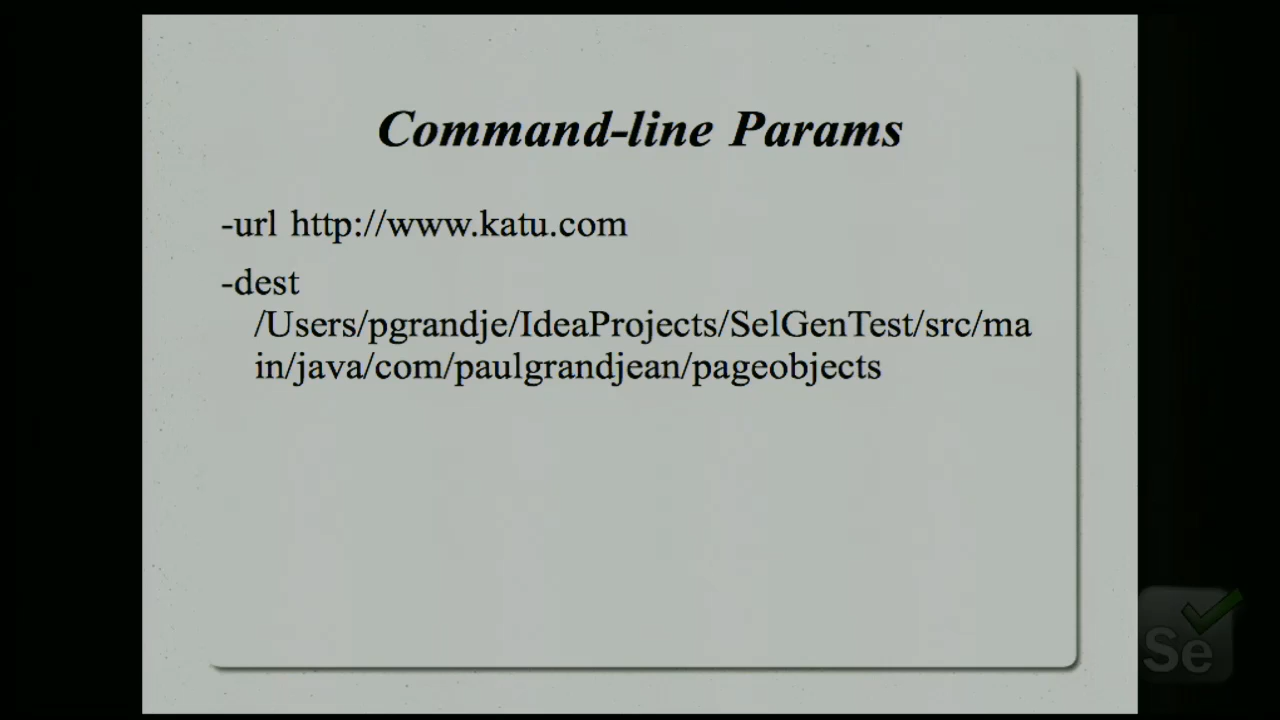 Command-line Params
-url http://www.katu.com
-dest
/Users/pgrandje/IdeaProjects/SelGenTest/src/ma
in/java/com/paulgrandjean/pageobjects
Se